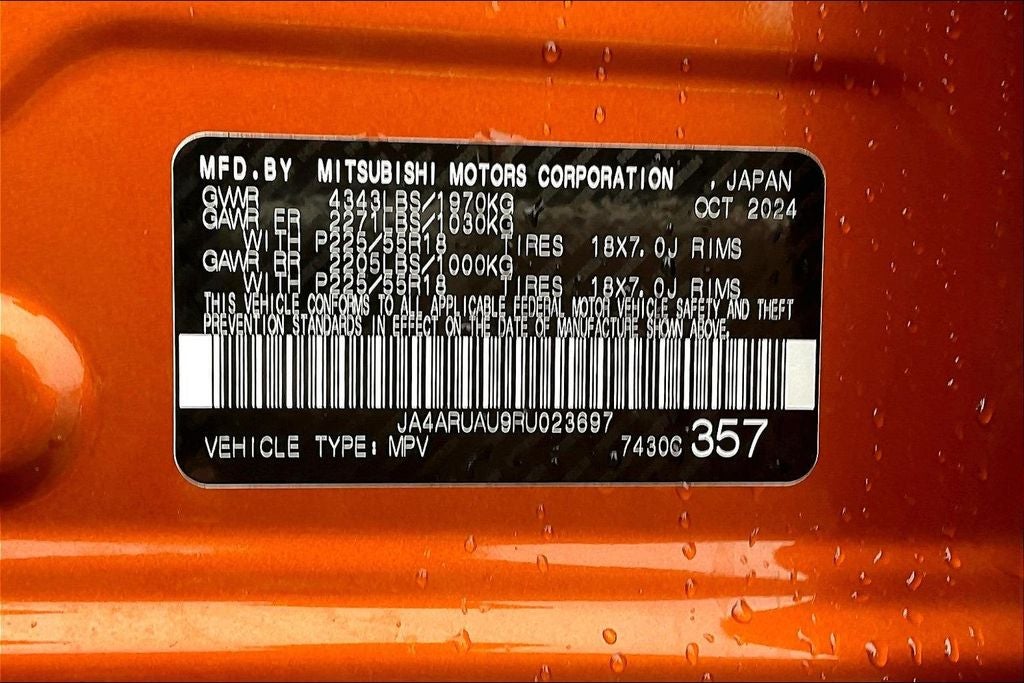 MFD.BY MITSUBISHI MOTORS CORPORATION , JAPAN
GVWR 4343LBS/1970KG OCT 2024
GAWR FR 2271LBS/1030KG
WITH P225/55R18 TIRES 18X7.0J RIMS
GAWR RR 2205LBS/1000KG
WITH P225/55R18 TIRES 18X7.0J RIMS
THIS VEHICLE CONFORMS TO ALL APPLICABLE FEDERAL MOTOR VEHICLE SAFETY AND THEFT
PREVENTION STANDARDS IN EFFECT ON THE DATE OF MANUFACTURE SHOWN ABOVE.
JA4ARUAU9RU023697
VEHICLE TYPE: MPV 7430C 357